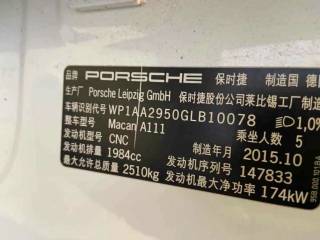 品牌 PORSCHE 保时捷 制造国 德
生产厂 Porsche Leipzig GmbH 保时捷股份公司莱比锡工厂制造
车辆识别代号 WP1AA2950GLB10078 1,0%
整车型号 Macan A111 乘坐人数 5
发动机型号 CNC 制造年月 2015.10
发动机排量 1984cc 发动机序列号 147833
最大允许总质量 2510kg 发动机最大净功率 174kW